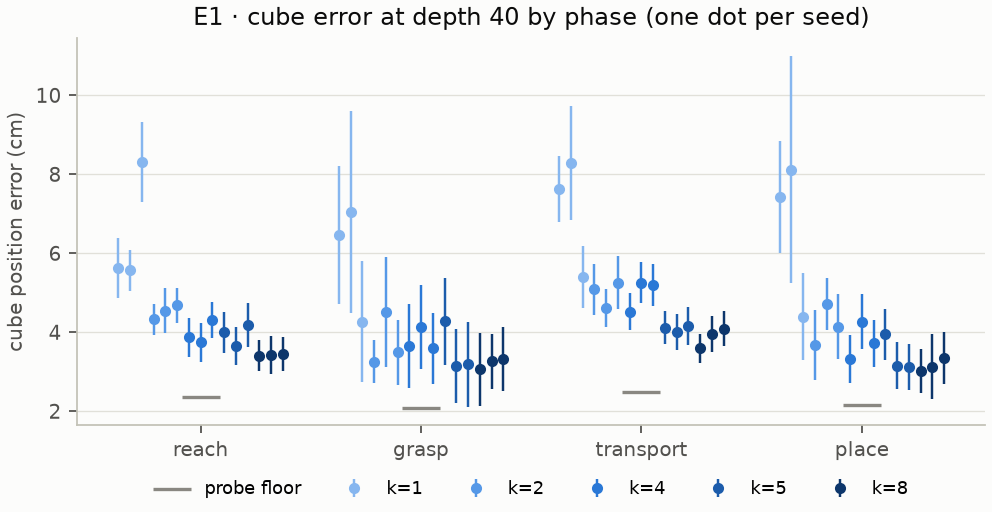 E1 · cube error at depth 40 by phase (one dot per seed)
cube position error (cm)
10
8
6
4
2
reach grasp transport place
probe floor k=1 k=2 k=4 k=5 k=8